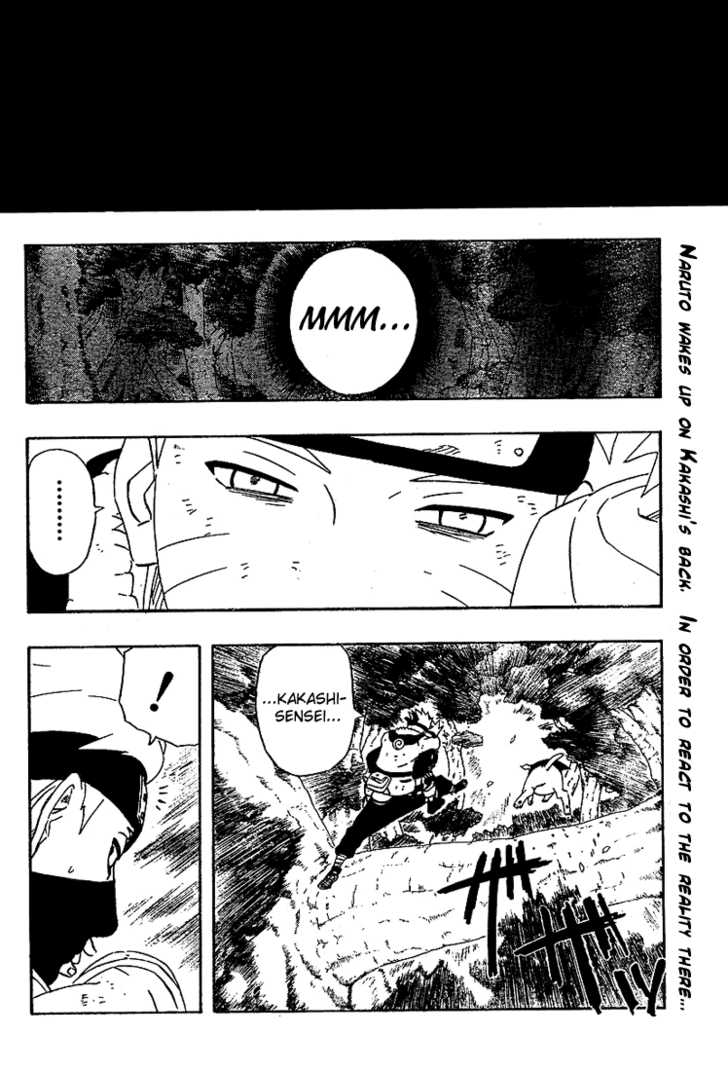 MMM...
NARUTO WAKES UP ON KAKASHI'S BACK. IN ORDER TO REACT TO THE REALITY THERE...
.........
...KAKASHI-
SENSEI...
!